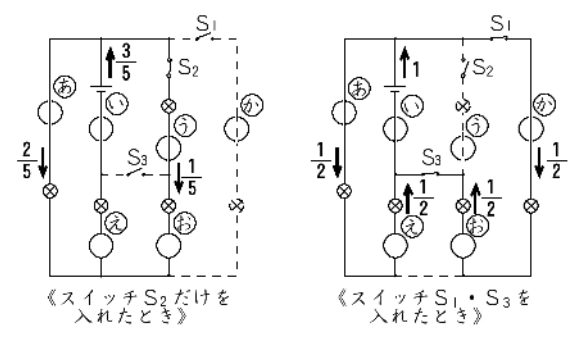 S₁
3/5
S₂
あ
い
う
か
2/5
S₃
1/5
え
お
《スイッチS₂だけを
入れたとき》
S₁
1
S₂
あ
い
う
か
1/2
S₃
1/2
1/2
1/2
え
お
《スイッチS₁・S₃を
入れたとき》